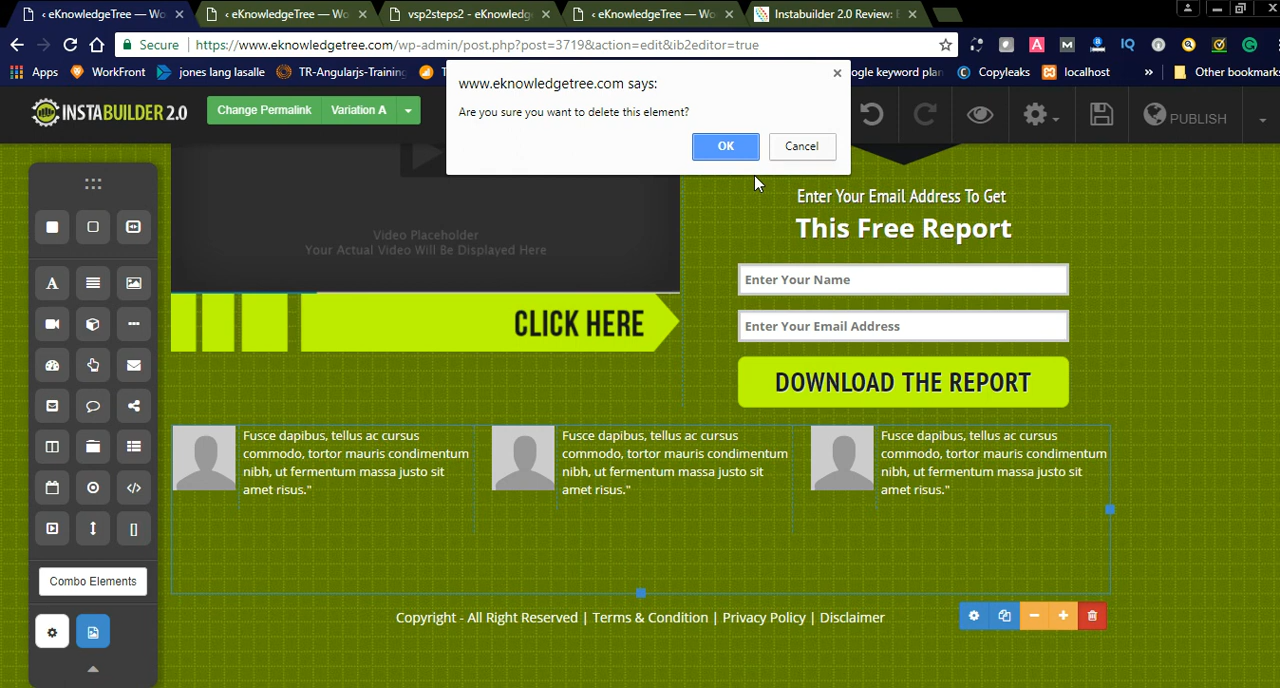 ‹ eKnowledgeTree — Wo
‹ eKnowledgeTree — Wo
vsp2steps2 - eKnowledg
‹ eKnowledgeTree — Wo
Instabuilder 2.0 Review:
Secure
https://www.eknowledgetree.com/wp-admin/post.php?post=3719&action=edit&ib2editor=true
Apps
WorkFront
jones lang lasalle
TR-Angularjs-Training
ogle keyword plan
Copyleaks
localhost
»
Other bookmarks
www.eknowledgetree.com says:
Are you sure you want to delete this element?
OK
Cancel
INSTABUILDER 2.0
Change Permalink
Variation A
PUBLISH
Video Placeholder
Your Actual Video Will Be Displayed Here
CLICK HERE
Enter Your Email Address To Get
This Free Report
Enter Your Name
Enter Your Email Address
DOWNLOAD THE REPORT
Fusce dapibus, tellus ac cursus
commodo, tortor mauris condimentum
nibh, ut fermentum massa justo sit
amet risus."
Fusce dapibus, tellus ac cursus
commodo, tortor mauris condimentum
nibh, ut fermentum massa justo sit
amet risus."
Fusce dapibus, tellus ac cursus
commodo, tortor mauris condimentum
nibh, ut fermentum massa justo sit
amet risus."
Combo Elements
Copyright - All Right Reserved | Terms & Condition | Privacy Policy | Disclaimer